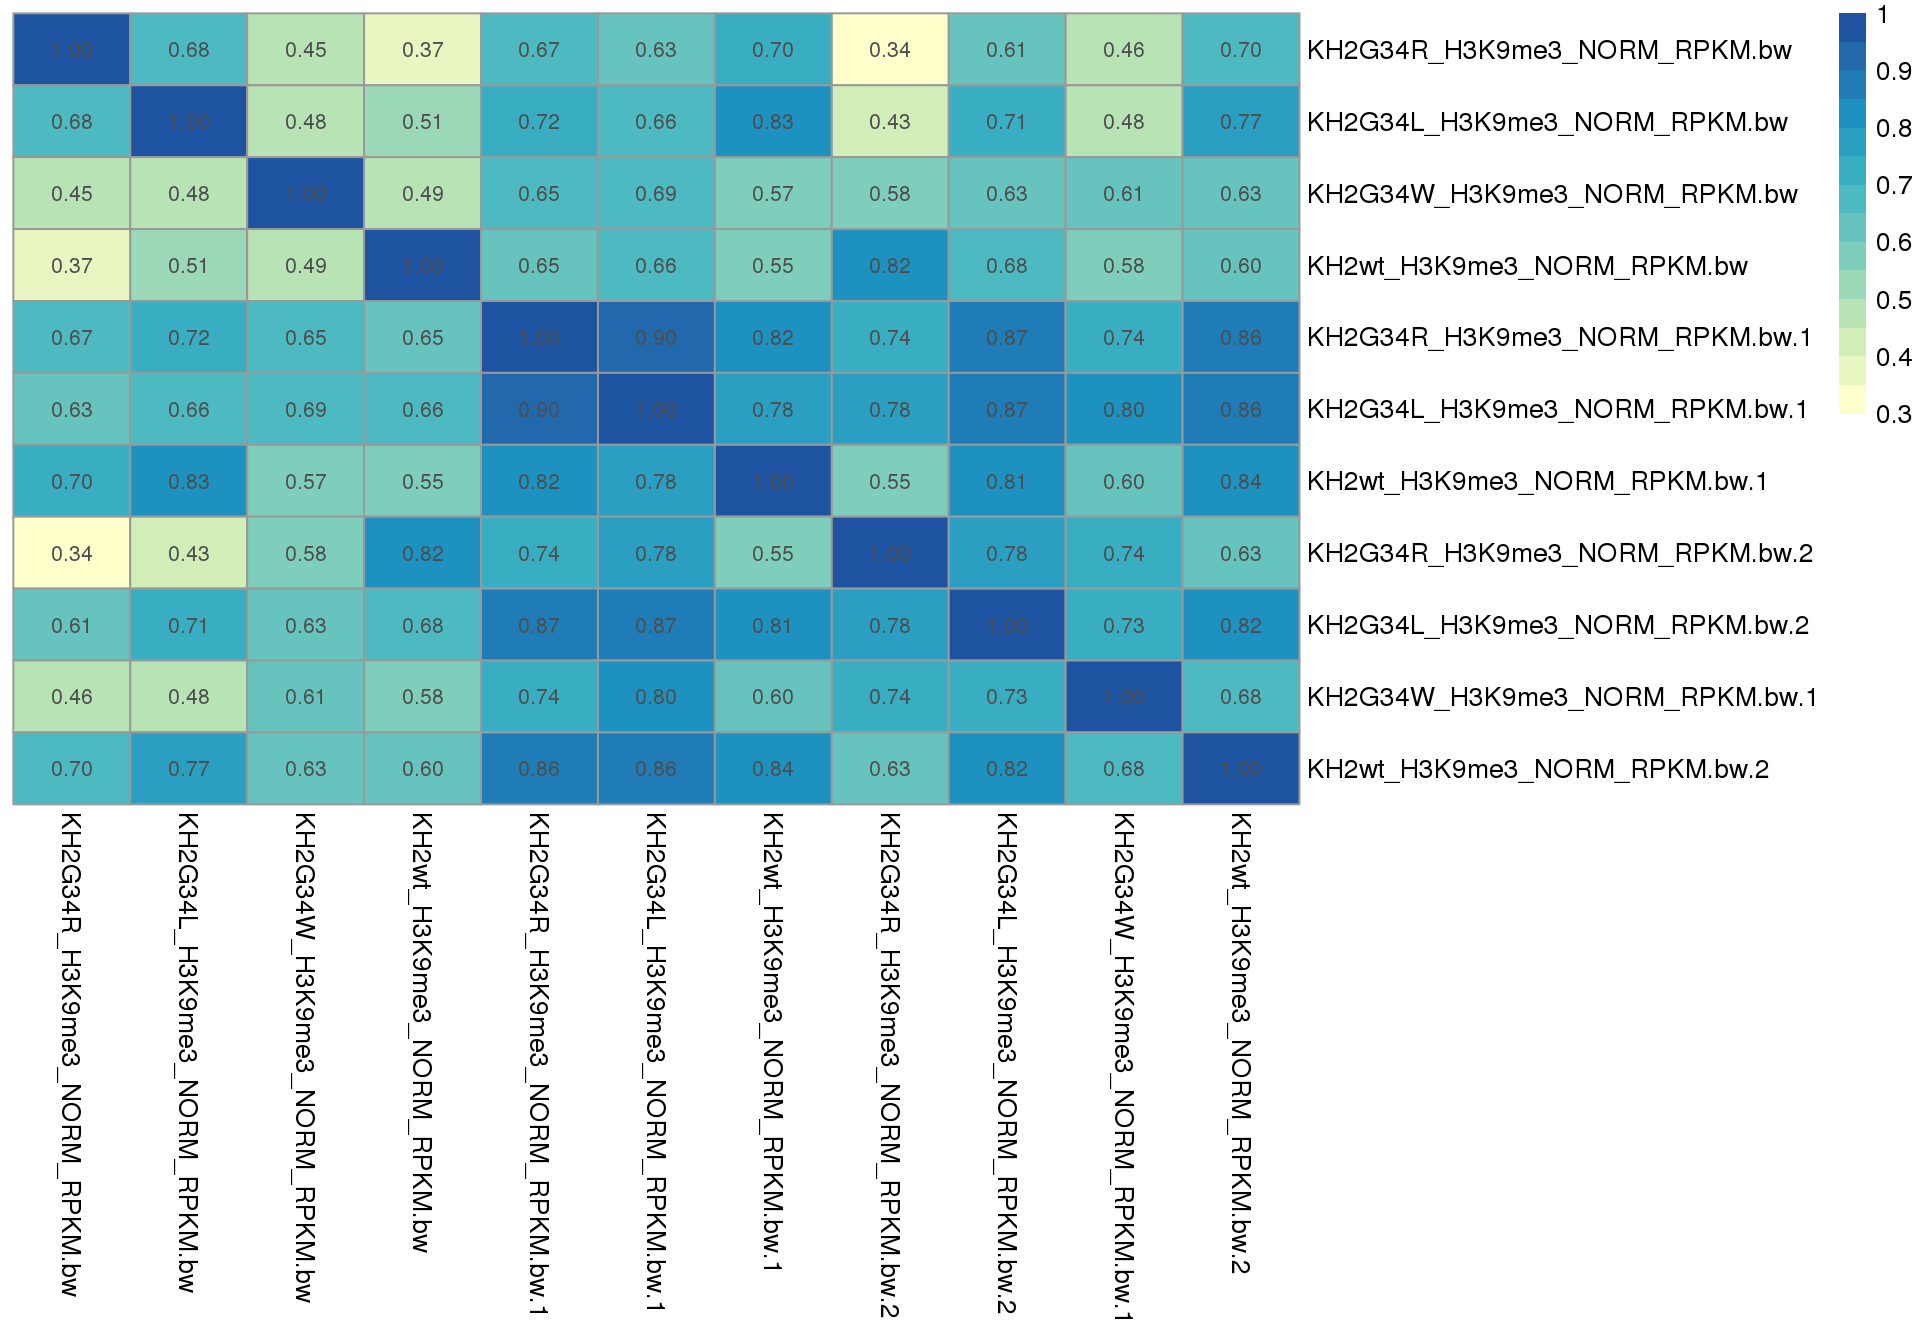 1.00 0.68 0.45 0.37 0.67 0.63 0.70 0.34 0.61 0.46 0.70 KH2G34R_H3K9me3_NORM_RPKM.bw
0.68 1.00 0.48 0.51 0.72 0.66 0.83 0.43 0.71 0.48 0.77 KH2G34L_H3K9me3_NORM_RPKM.bw
0.45 0.48 1.00 0.49 0.65 0.69 0.57 0.58 0.63 0.61 0.63 KH2G34W_H3K9me3_NORM_RPKM.bw
0.37 0.51 0.49 1.00 0.65 0.66 0.55 0.82 0.68 0.58 0.60 KH2wt_H3K9me3_NORM_RPKM.bw
0.67 0.72 0.65 0.65 1.00 0.90 0.82 0.74 0.87 0.74 0.86 KH2G34R_H3K9me3_NORM_RPKM.bw.1
0.63 0.66 0.69 0.66 0.90 1.00 0.78 0.78 0.87 0.80 0.86 KH2G34L_H3K9me3_NORM_RPKM.bw.1
0.70 0.83 0.57 0.55 0.82 0.78 1.00 0.55 0.81 0.60 0.84 KH2wt_H3K9me3_NORM_RPKM.bw.1
0.34 0.43 0.58 0.82 0.74 0.78 0.55 1.00 0.78 0.74 0.63 KH2G34R_H3K9me3_NORM_RPKM.bw.2
0.61 0.71 0.63 0.68 0.87 0.87 0.81 0.78 1.00 0.73 0.82 KH2G34L_H3K9me3_NORM_RPKM.bw.2
0.46 0.48 0.61 0.58 0.74 0.80 0.60 0.74 0.73 1.00 0.68 KH2G34W_H3K9me3_NORM_RPKM.bw.1
0.70 0.77 0.63 0.60 0.86 0.86 0.84 0.63 0.82 0.68 1.00 KH2wt_H3K9me3_NORM_RPKM.bw.2
KH2G34R_H3K9me3_NORM_RPKM.bw
KH2G34L_H3K9me3_NORM_RPKM.bw
KH2G34W_H3K9me3_NORM_RPKM.bw
KH2wt_H3K9me3_NORM_RPKM.bw
KH2G34R_H3K9me3_NORM_RPKM.bw.1
KH2G34L_H3K9me3_NORM_RPKM.bw.1
KH2wt_H3K9me3_NORM_RPKM.bw.1
KH2G34R_H3K9me3_NORM_RPKM.bw.2
KH2G34L_H3K9me3_NORM_RPKM.bw.2
KH2G34W_H3K9me3_NORM_RPKM.bw.1
KH2wt_H3K9me3_NORM_RPKM.bw.2
1
0.9
0.8
0.7
0.6
0.5
0.4
0.3